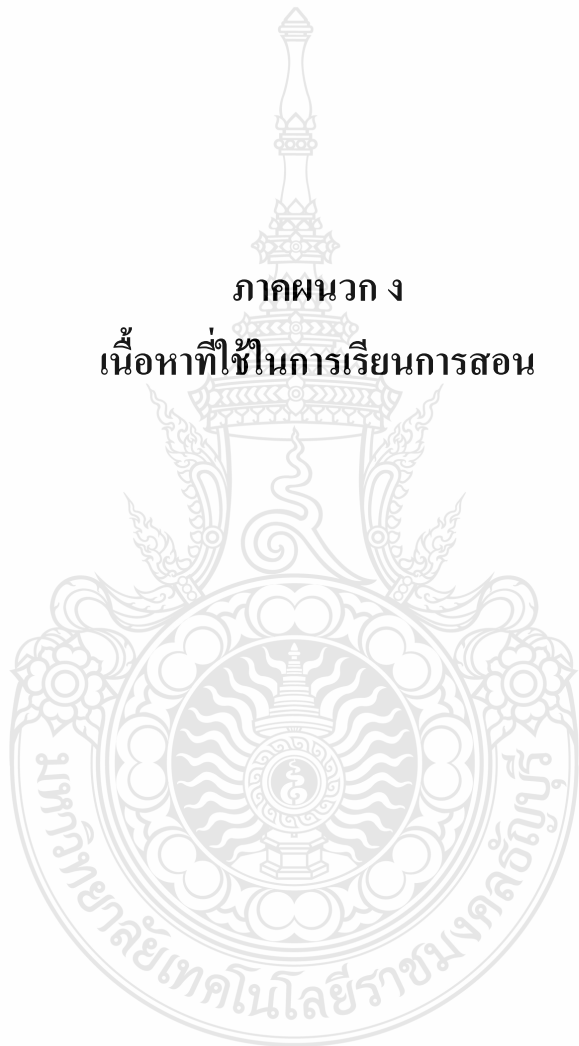 ภาคผนวก ง
เนื้อหาที่ใช้ในการเรียนการสอน
มหาวิทยาลัยเทคโนโลยีราชมงคลธัญบุรี